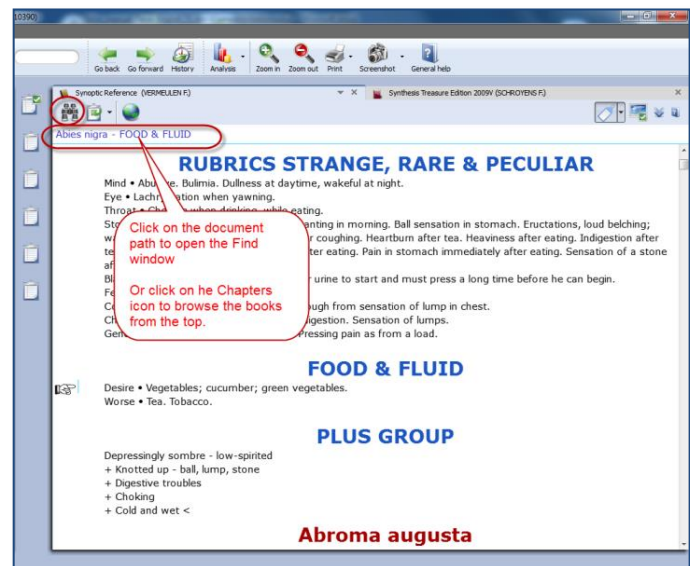 10390)
Go back Go forward History Analysis Zoom in Zoom out Print Screenshot General help
Synoptic Reference (VERMEULEN F.) Synthesis Treasure Edition 2009V (SCHROYENS F.)
Abies nigra - FOOD & FLUID
RUBRICS STRANGE, RARE & PECULIAR
Mind • Abu ve. Bulimia. Dullness at daytime, wakeful at night.
Eye • Lachry ation when yawning.
Throat • Ch when drinking, while eating.
Sto anting in morning. Ball sensation in stomach. Eructations, loud belching;
w r coughing. Heartburn after tea. Heaviness after eating. Indigestion after
te ter eating. Pain in stomach immediately after eating. Sensation of a stone
af
Bl r urine to start and must press a long time before he can begin.
Fe
Co ough from sensation of lump in chest.
Ch igestion. Sensation of lumps.
Gen Pressing pain as from a load.
Click on the document
path to open the Find
window
Or click on he Chapters
icon to browse the books
from the top.
FOOD & FLUID
Desire • Vegetables; cucumber; green vegetables.
Worse • Tea. Tobacco.
PLUS GROUP
Depressingly sombre - low-spirited
+ Knotted up - ball, lump, stone
+ Digestive troubles
+ Choking
+ Cold and wet <
Abroma augusta